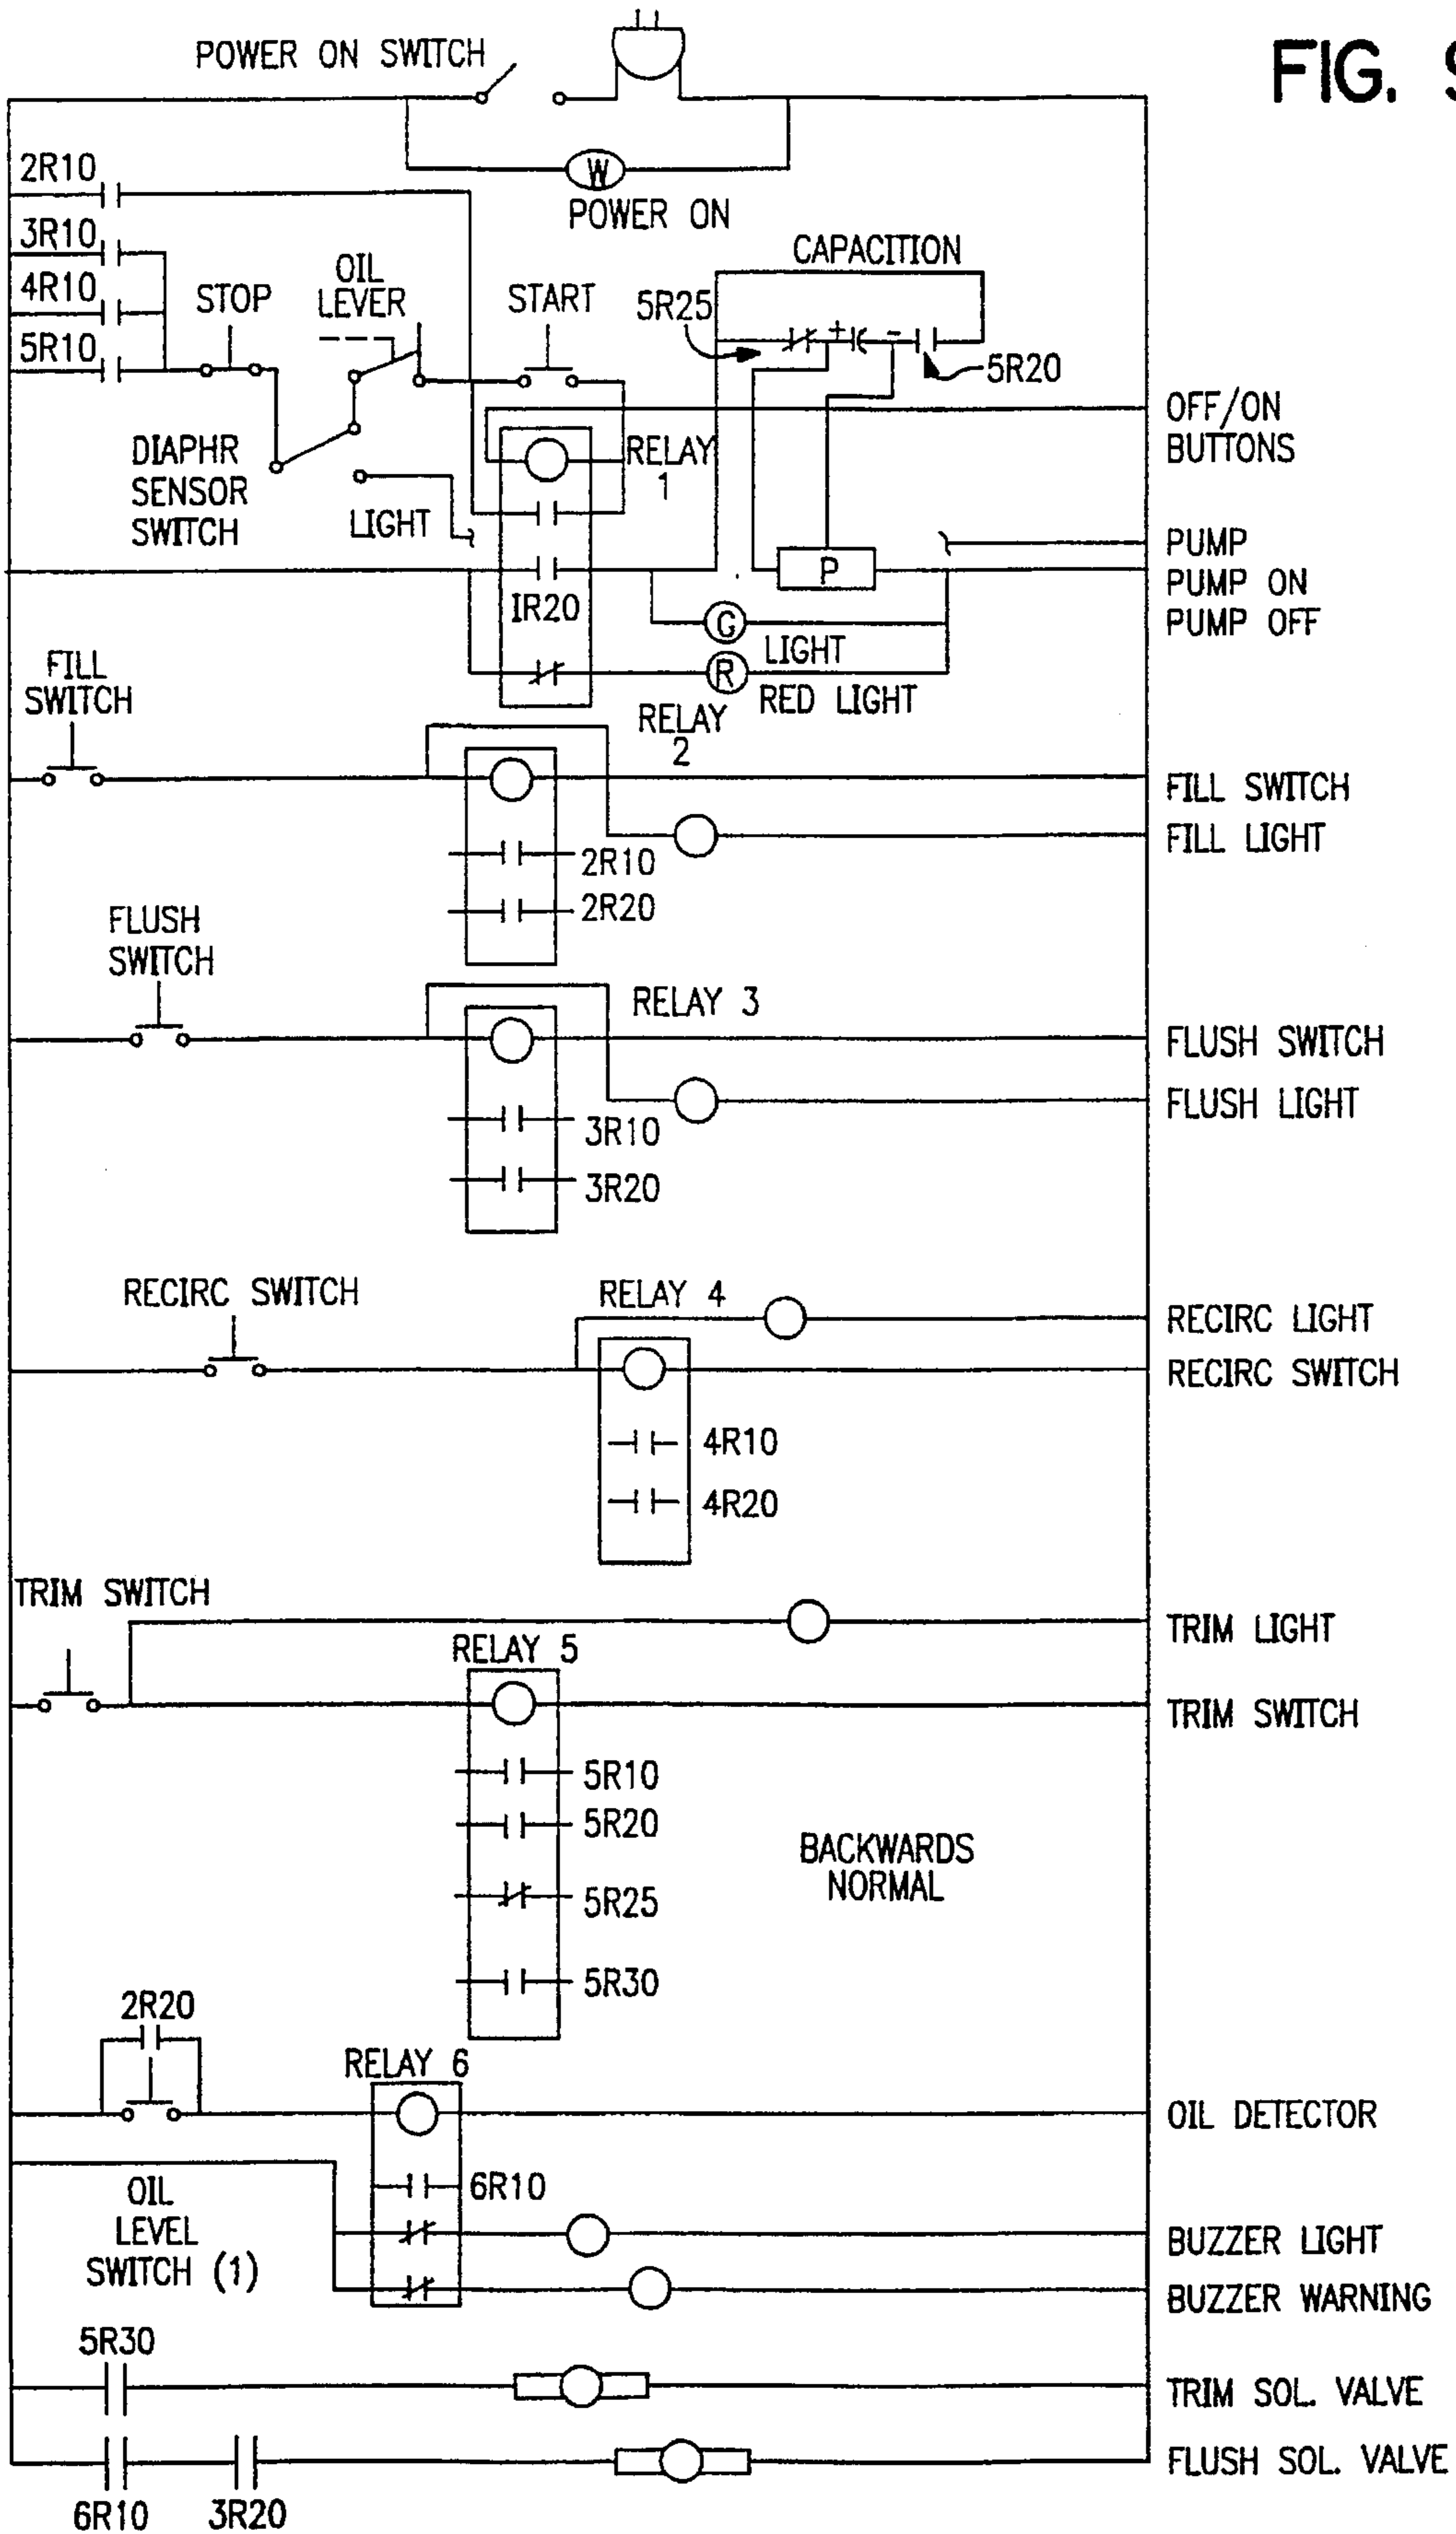 FIG. 9
POWER ON SWITCH
W
POWER ON
2R10
3R10
4R10
5R10
STOP
OIL
LEVER
START
CAPACITION
5R25
+
-
5R20
OFF/ON
BUTTONS
DIAPHR
SENSOR
SWITCH
LIGHT
RELAY
1
IR20
P
PUMP
PUMP ON
PUMP OFF
G
LIGHT
R
RED LIGHT
FILL
SWITCH
RELAY
2
FILL SWITCH
FILL LIGHT
2R10
2R20
FLUSH
SWITCH
RELAY 3
FLUSH SWITCH
FLUSH LIGHT
3R10
3R20
RECIRC SWITCH
RELAY 4
RECIRC LIGHT
RECIRC SWITCH
4R10
4R20
TRIM SWITCH
RELAY 5
TRIM LIGHT
TRIM SWITCH
5R10
5R20
5R25
5R30
BACKWARDS
NORMAL
2R20
RELAY 6
OIL DETECTOR
6R10
OIL
LEVEL
SWITCH (1)
BUZZER LIGHT
BUZZER WARNING
5R30
TRIM SOL. VALVE
FLUSH SOL. VALVE
6R10
3R20